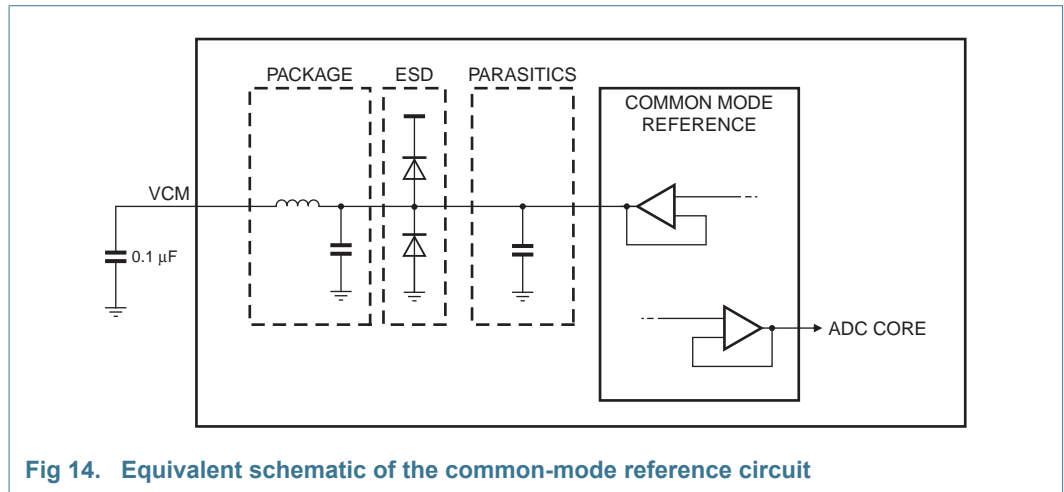 PACKAGE
ESD
PARASITICS
COMMON MODE
REFERENCE
VCM
0.1 μF
ADC CORE
Fig 14. Equivalent schematic of the common-mode reference circuit